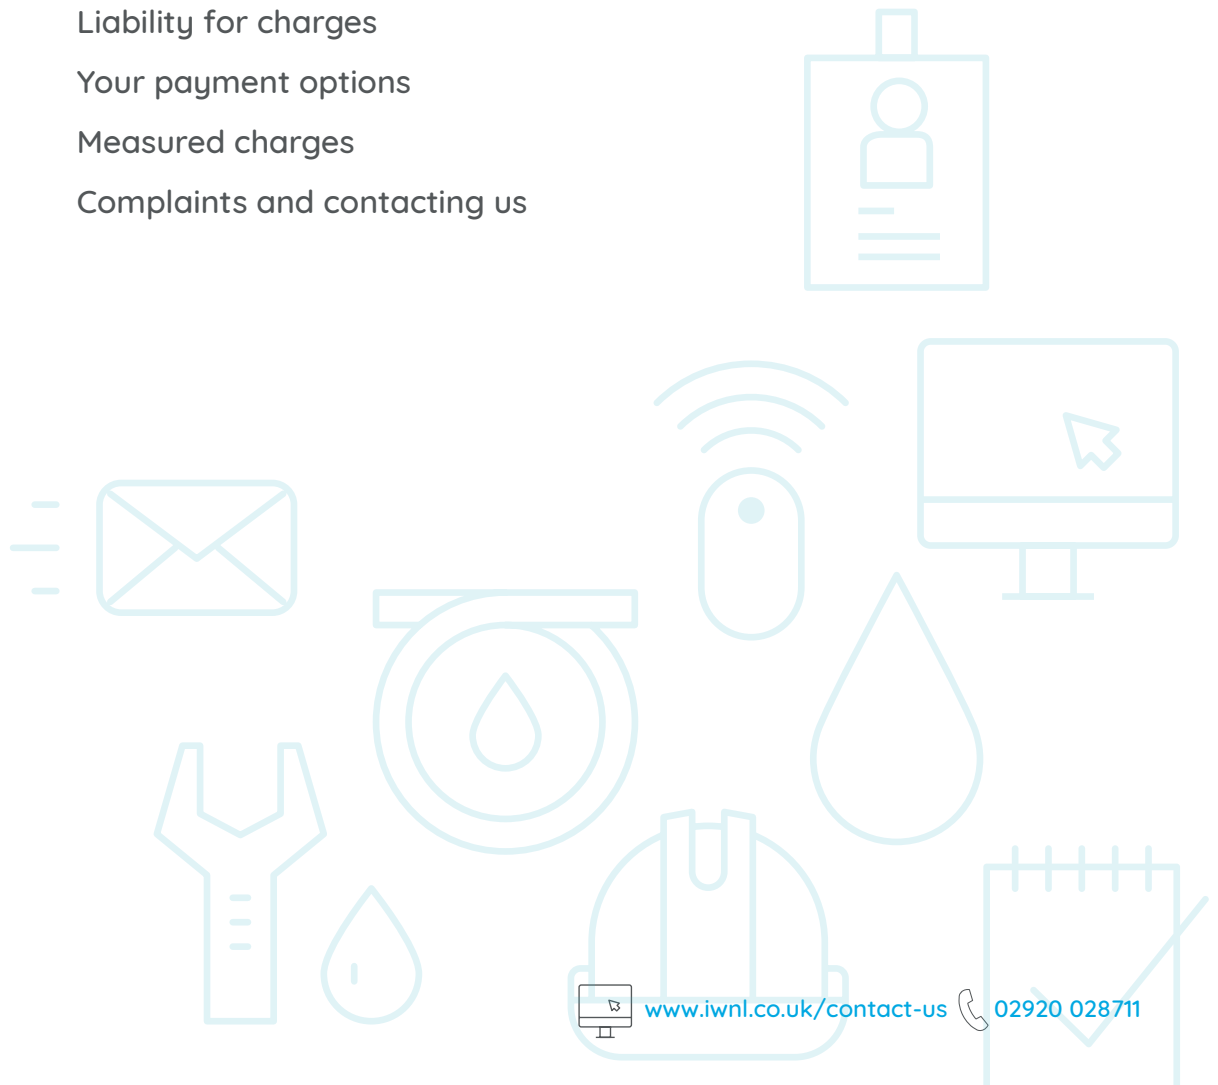 Liability for charges
Your payment options
Measured charges
Complaints and contacting us
www.iwnl.co.uk/contact-us 02920 028711